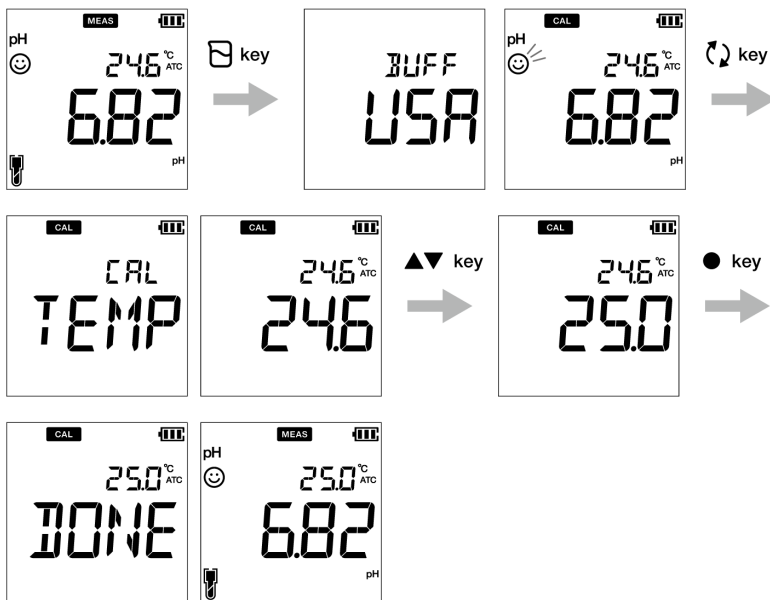 MEAS
pH
24.6 °C
ATC
6.82
pH
key
BUFF
USA
CAL
pH
24.6 °C
ATC
6.82
pH
key
CAL
CAL
TEMP
CAL
24.6 °C
ATC
24.6
▲▼ key
CAL
24.6 °C
ATC
25.0
● key
CAL
25.0 °C
ATC
DONE
MEAS
pH
25.0 °C
ATC
6.82
pH